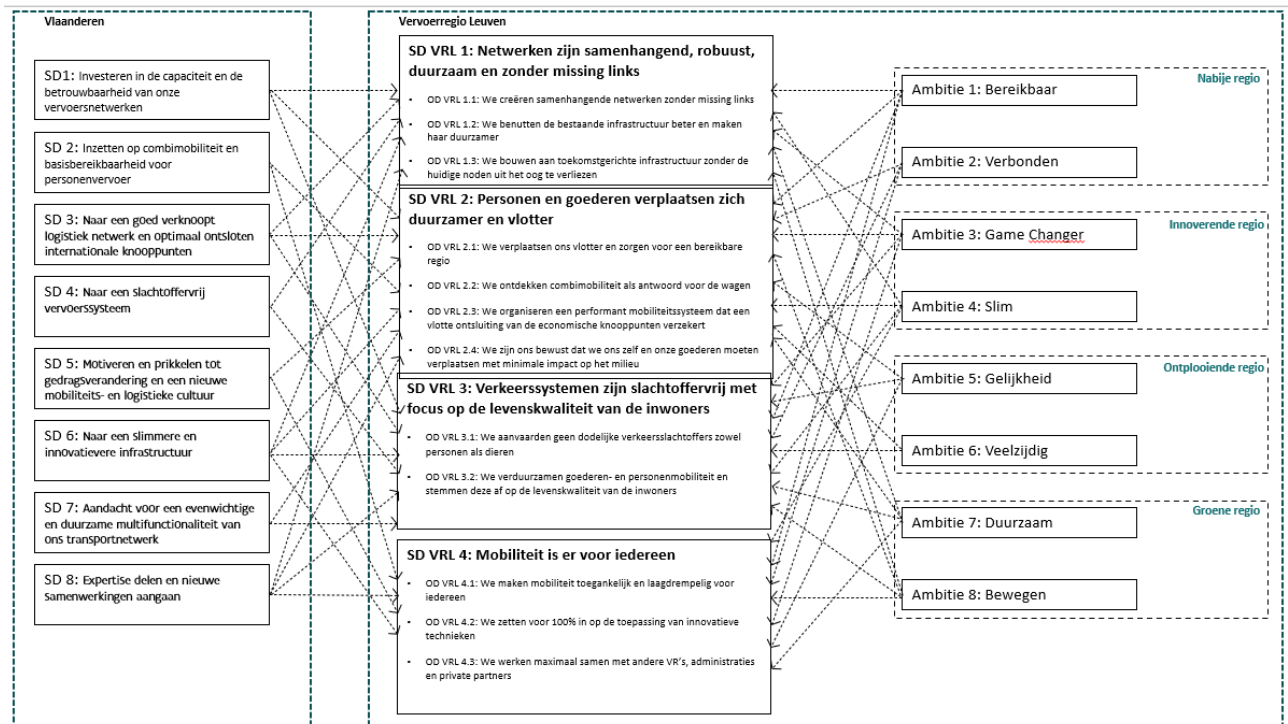 Vlaanderen
SD1: Investeren in de capaciteit en de
betrouwbaarheid van onze
vervoersnetwerken
SD 2: Inzetten op combimobiliteit en
basisbereikbaarheid voor
personenvervoer
SD 3: Naar een goed verknoopt
logistiek netwerk en optimaal ontsloten
internationale knooppunten
SD 4: Naar een slachtoffervrij
vervoerssysteem
SD 5: Motiveren en prikkelen tot
gedragsverandering en een nieuwe
mobiliteits- en logistieke cultuur
SD 6: Naar een slimmere en
innovatievere infrastructuur
SD 7: Aandacht voor een evenwichtige
en duurzame multifunctionaliteit van
ons transportnetwerk
SD 8: Expertise delen en nieuwe
samenwerkingen aangaan
Vervoerregio Leuven
SD VRL 1: Netwerken zijn samenhangend, robuust,
duurzaam en zonder missing links
• OD VRL 1.1: We creëren samenhangende netwerken zonder missing links
• OD VRL 1.2: We benutten de bestaande infrastructuur beter en maken
haar duurzamer
• OD VRL 1.3: We bouwen aan toekomstgerichte infrastructuur zonder de
huidige noden uit het oog te verliezen
SD VRL 2: Personen en goederen verplaatsen zich
duurzamer en vlotter
• OD VRL 2.1: We verplaatsen ons vlotter en zorgen voor een bereikbare
regio
• OD VRL 2.2: We ontdekken combimobiliteit als antwoord voor de wagen
• OD VRL 2.3: We organiseren een performant mobiliteitssysteem dat een
vlotte ontsluiting van de economische knooppunten verzekert
• OD VRL 2.4: We zijn ons bewust dat we ons zelf en onze goederen moeten
verplaatsen met minimale impact op het milieu
SD VRL 3: Verkeerssystemen zijn slachtoffervrij met
focus op de levenskwaliteit van de inwoners
• OD VRL 3.1: We aanvaarden geen dodelijke verkeersslachtoffers zowel
personen als dieren
• OD VRL 3.2: We verduurzamen goederen- en personenmobiliteit en
stemmen deze af op de levenskwaliteit van de inwoners
SD VRL 4: Mobiliteit is er voor iedereen
• OD VRL 4.1: We maken mobiliteit toegankelijk en laagdrempelig voor
iedereen
• OD VRL 4.2: We zetten voor 100% in op de toepassing van innovatieve
technieken
• OD VRL 4.3: We werken maximaal samen met andere VR's, administraties
en private partners
Nabije regio
Ambitie 1: Bereikbaar
Ambitie 2: Verbonden
Innoverende regio
Ambitie 3: Game Changer
Ambitie 4: Slim
Ontplooiende regio
Ambitie 5: Gelijkheid
Ambitie 6: Veelzijdig
Groene regio
Ambitie 7: Duurzaam
Ambitie 8: Bewegen